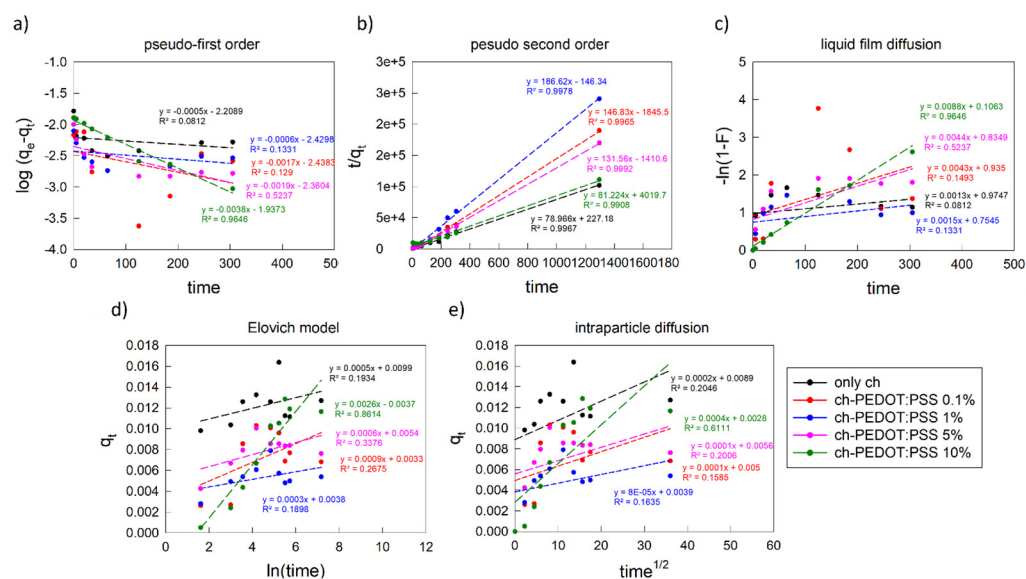 a)
pseudo-first order
-1.0
-1.5
-2.0
-2.5
-3.0
-3.5
-4.0
log (qe-qt)
y = -0.0005x - 2.2089
R² = 0.0812
y = -0.0006x - 2.4298
R² = 0.1331
y = -0.0017x - 2.4383
R² = 0.129
y = -0.0019x - 2.3604
R² = 0.5237
y = -0.0038x - 1.9373
R² = 0.9646
0 100 200 300 400 500
time
b)
pesudo second order
3e+5
3e+5
2e+5
2e+5
1e+5
5e+4
0
t/qt
y = 186.62x - 146.34
R² = 0.9978
y = 146.83x - 1845.5
R² = 0.9965
y = 131.56x - 1410.6
R² = 0.9992
y = 81.224x + 4019.7
R² = 0.9908
y = 78.966x + 227.18
R² = 0.9967
0 200 400 600 800 1000 1200 1400 1600 180
time
c)
liquid film diffusion
5
4
3
2
1
0
-ln(1-F)
y = 0.0088x + 0.1063
R² = 0.9646
y = 0.0044x + 0.8349
R² = 0.5237
y = 0.0043x + 0.935
R² = 0.1493
y = 0.0013x + 0.9747
R² = 0.0812
y = 0.0015x + 0.7545
R² = 0.1331
0 100 200 300 400 500
time
d)
Elovich model
0.018
0.016
0.014
0.012
0.010
0.008
0.006
0.004
0.002
0.000
qt
y = 0.0005x + 0.0099
R² = 0.1934
y = 0.0026x - 0.0037
R² = 0.8614
y = 0.0006x + 0.0054
R² = 0.3376
y = 0.0009x + 0.0033
R² = 0.2675
y = 0.0003x + 0.0038
R² = 0.1898
0 2 4 6 8 10 12
ln(time)
e)
intraparticle diffusion
0.018
0.016
0.014
0.012
0.010
0.008
0.006
0.004
0.002
0.000
qt
y = 0.0002x + 0.0089
R² = 0.2046
y = 0.0004x + 0.0028
R² = 0.6111
y = 0.0001x + 0.0056
R² = 0.2006
y = 0.0001x + 0.005
R² = 0.1585
y = 8E-05x + 0.0039
R² = 0.1635
0 10 20 30 40 50 60
time1/2
only ch
ch-PEDOT:PSS 0.1%
ch-PEDOT:PSS 1%
ch-PEDOT:PSS 5%
ch-PEDOT:PSS 10%